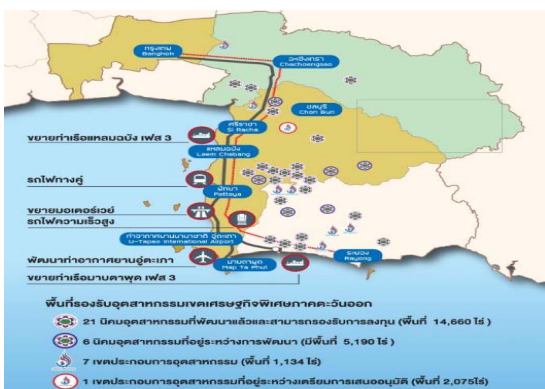 กรุงเทพ
Bangkok
ฉะเชิงเทรา
Chachoengsao
ชลบุรี
Chon Buri
ศรีราชา
Si Racha
ขยายท่าเรือแหลมฉบัง เฟส 3
แหลมฉบัง
Laem Chabang
รถไฟทางคู่
พัทยา
Pattaya
ขยายมอเตอร์เวย์
รถไฟความเร็วสูง
ท่าอากาศยานนานาชาติ อู่ตะเภา
U-Tapao International Airport
ระยอง
Rayong
พัฒนาท่าอากาศยานอู่ตะเภา
มาบตาพุด
Map Ta Phut
ขยายท่าเรือมาบตาพุด เฟส 3
พื้นที่รองรับอุตสาหกรรมเขตเศรษฐกิจพิเศษภาคตะวันออก
21 นิคมอุตสาหกรรมที่พัฒนาแล้วและสามารถรองรับการลงทุน (พื้นที่ 14,660 ไร่ )
6 นิคมอุตสาหกรรมที่อยู่ระหว่างการพัฒนา (มีพื้นที่ 5,190 ไร่ )
7 เขตประกอบการอุตสาหกรรม (พื้นที่ 1,134 ไร่)
1 เขตประกอบการอุตสาหกรรมที่อยู่ระหว่างเตรียมการเสนออนุมัติ (พื้นที่ 2,075ไร่)